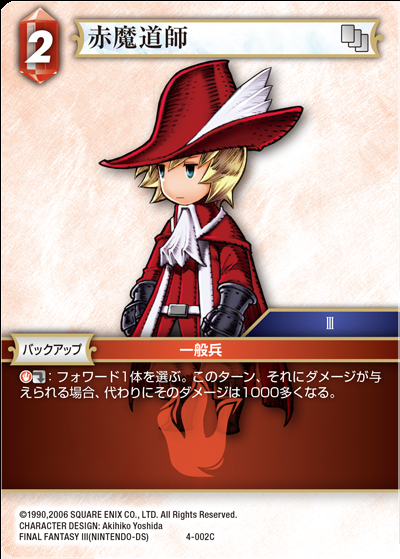 2
赤魔道師
III
バックアップ
一般兵
:フォワード1体を選ぶ。このターン、それにダメージが与
えられる場合、代わりにそのダメージは1000多くなる。
©1990,2006 SQUARE ENIX CO., LTD. All Rights Reserved.
CHARACTER DESIGN: Akihiko Yoshida
FINAL FANTASY III(NINTENDO-DS) 4-002C